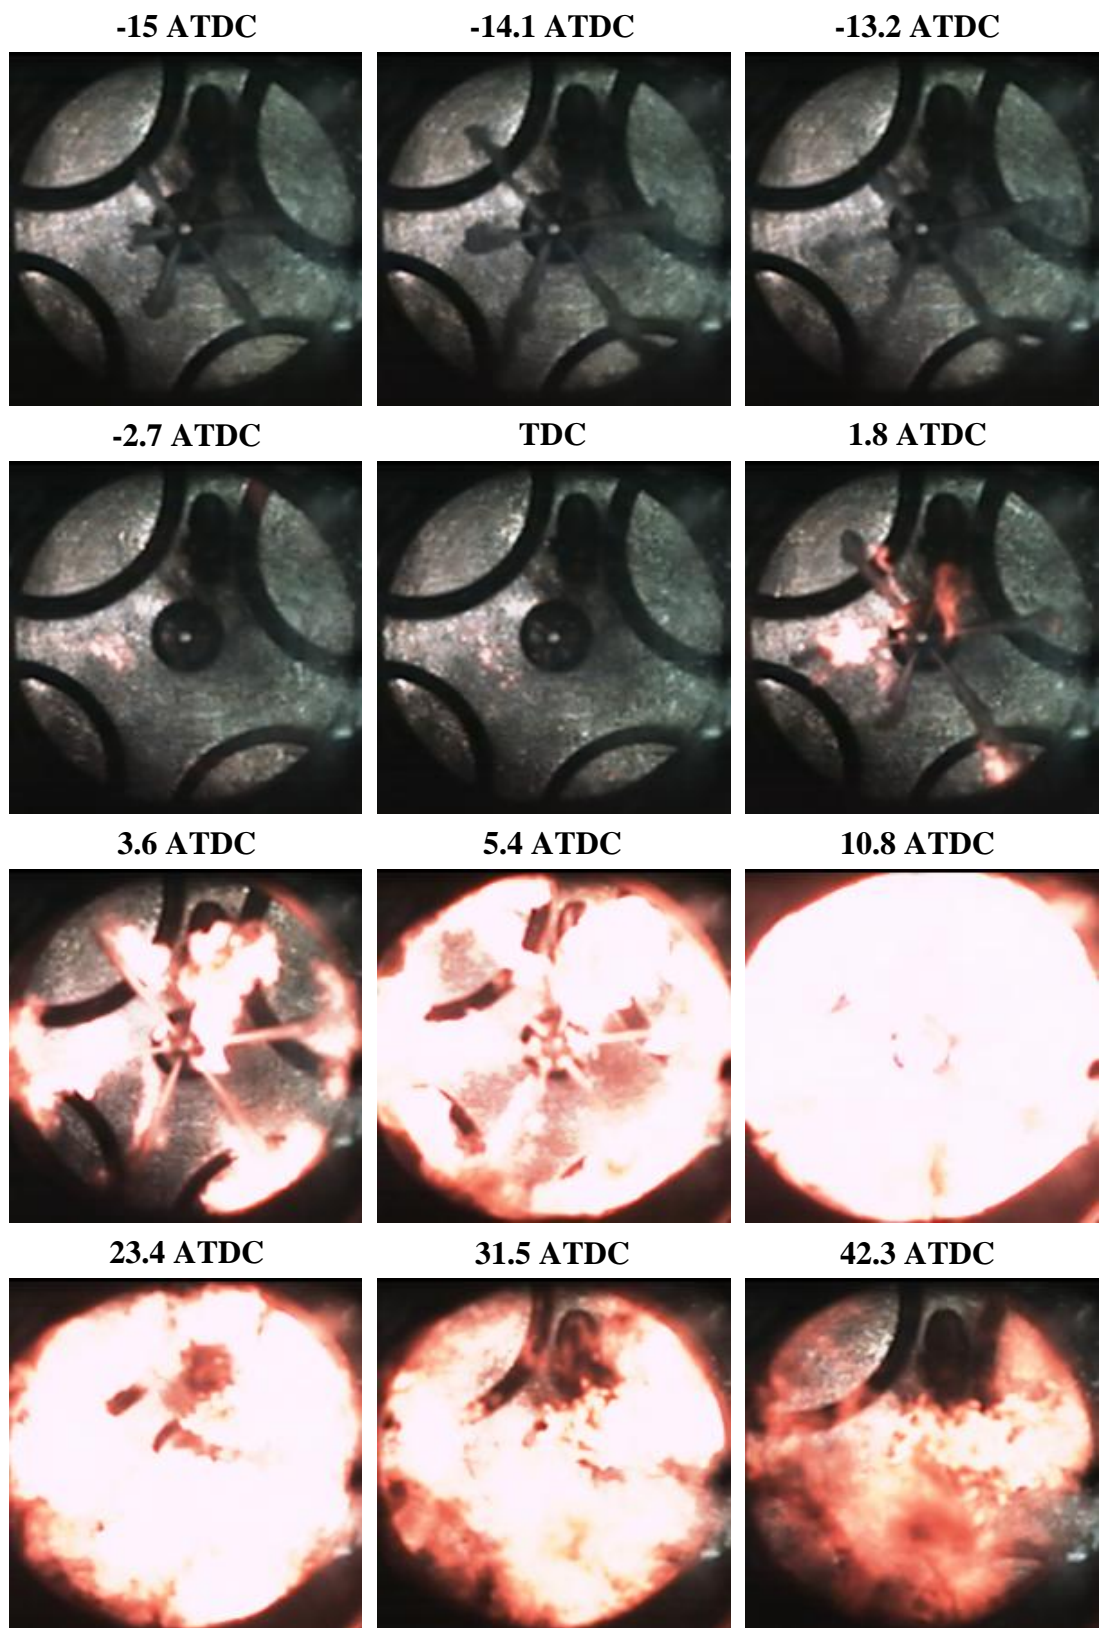 -15 ATDC -14.1 ATDC -13.2 ATDC
-2.7 ATDC TDC 1.8 ATDC
3.6 ATDC 5.4 ATDC 10.8 ATDC
23.4 ATDC 31.5 ATDC 42.3 ATDC